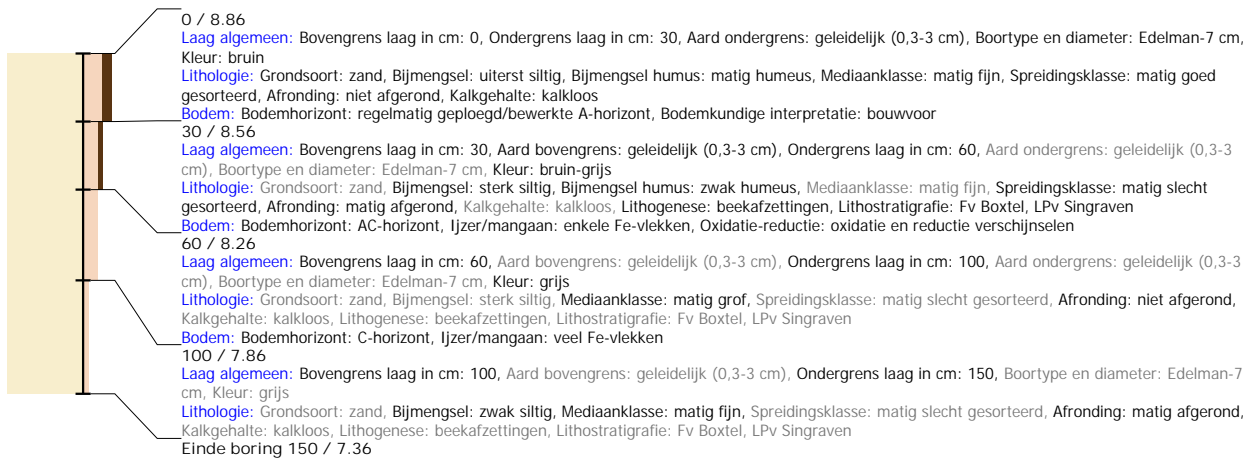 0 / 8.86
Laag algemeen: Bovengrens laag in cm: 0, Ondergrens laag in cm: 30, Aard ondergrens: geleidelijk (0,3-3 cm), Boortype en diameter: Edelman-7 cm,
Kleur: bruin
Lithologie: Grondsoort: zand, Bijmengsel: uiterst siltig, Bijmengsel humus: matig humeus, Mediaanklasse: matig fijn, Spreidingsklasse: matig goed
gesorteerd, Afronding: niet afgerond, Kalkgehalte: kalkloos
Bodem: Bodemhorizont: regelmatig geploegd/bewerkte A-horizont, Bodemkundige interpretatie: bouwvoor
30 / 8.56
Laag algemeen: Bovengrens laag in cm: 30, Aard bovengrens: geleidelijk (0,3-3 cm), Ondergrens laag in cm: 60, Aard ondergrens: geleidelijk (0,3-3
cm), Boortype en diameter: Edelman-7 cm, Kleur: bruin-grijs
Lithologie: Grondsoort: zand, Bijmengsel: sterk siltig, Bijmengsel humus: zwak humeus, Mediaanklasse: matig fijn, Spreidingsklasse: matig slecht
gesorteerd, Afronding: matig afgerond, Kalkgehalte: kalkloos, Lithogenese: beekafzettingen, Lithostratigrafie: Fv Boxtel, LPv Singraven
Bodem: Bodemhorizont: AC-horizont, Ijzer/mangaan: enkele Fe-vlekken, Oxidatie-reductie: oxidatie en reductie verschijnselen
60 / 8.26
Laag algemeen: Bovengrens laag in cm: 60, Aard bovengrens: geleidelijk (0,3-3 cm), Ondergrens laag in cm: 100, Aard ondergrens: geleidelijk (0,3-3
cm), Boortype en diameter: Edelman-7 cm, Kleur: grijs
Lithologie: Grondsoort: zand, Bijmengsel: sterk siltig, Mediaanklasse: matig grof, Spreidingsklasse: matig slecht gesorteerd, Afronding: niet afgerond,
Kalkgehalte: kalkloos, Lithogenese: beekafzettingen, Lithostratigrafie: Fv Boxtel, LPv Singraven
Bodem: Bodemhorizont: C-horizont, Ijzer/mangaan: veel Fe-vlekken
100 / 7.86
Laag algemeen: Bovengrens laag in cm: 100, Aard bovengrens: geleidelijk (0,3-3 cm), Ondergrens laag in cm: 150, Boortype en diameter: Edelman-7
cm, Kleur: grijs
Lithologie: Grondsoort: zand, Bijmengsel: zwak siltig, Mediaanklasse: matig fijn, Spreidingsklasse: matig slecht gesorteerd, Afronding: matig afgerond,
Kalkgehalte: kalkloos, Lithogenese: beekafzettingen, Lithostratigrafie: Fv Boxtel, LPv Singraven
Einde boring 150 / 7.36